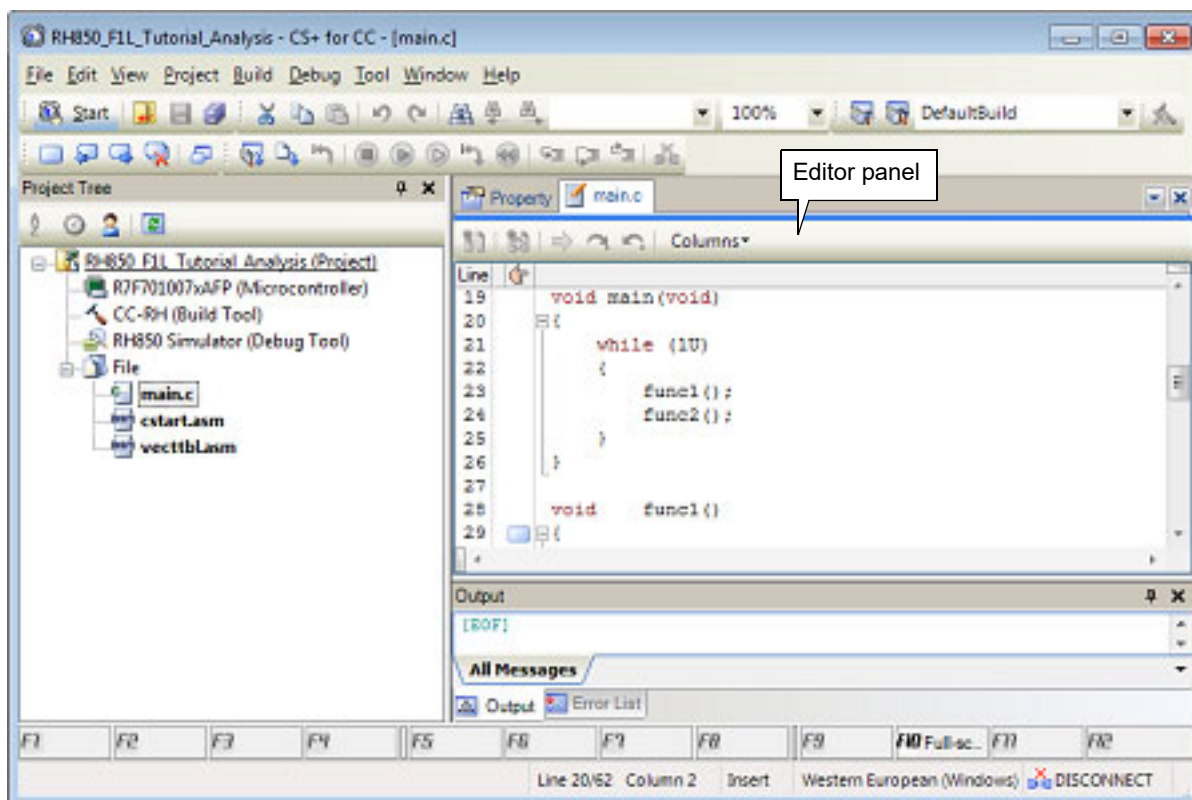 RH850_F1L_Tutorial_Analysis - CS+ for CC - [main.c]
File Edit View Project Build Debug Tool Window Help
Start 100% DefaultBuild
Editor panel
Project Tree
RH850_F1L_Tutorial_Analysis (Project)
R7F701007xAFP (Microcontroller)
CC-RH (Build Tool)
RH850 Simulator (Debug Tool)
File
main.c
cstart.asm
vecttbl.asm
Property main.c
Columns
Line
19 void main(void)
20 {
21 while (1U)
22 {
23 func1();
24 func2();
25 }
26 }
27
28 void func1()
29 {
Output
[EOF]
All Messages
Output Error List
F1 F2 F3 F4 F5 F6 F7 F8 F9 F10 Full-sc... F11 F12
Line 20/62 Column 2 Insert Western European (Windows) DISCONNECT